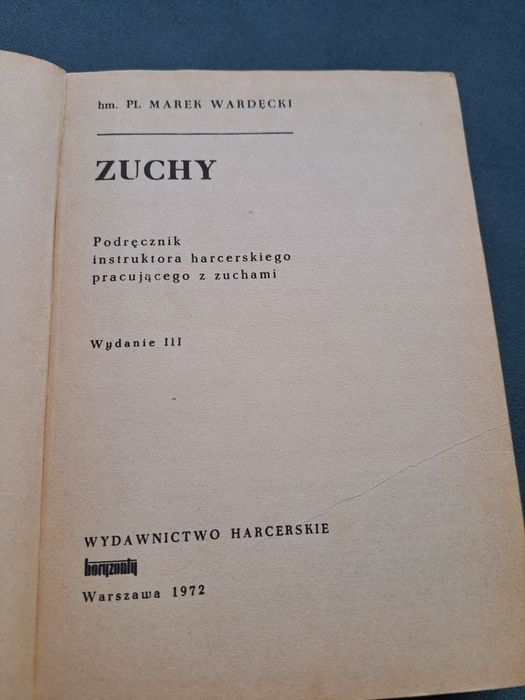 hm. PL MAREK WARDĘCKI
ZUCHY
Podręcznik
instruktora harcerskiego
pracującego z zuchami
Wydanie III
WYDAWNICTWO HARCERSKIE
horyzonty
Warszawa 1972